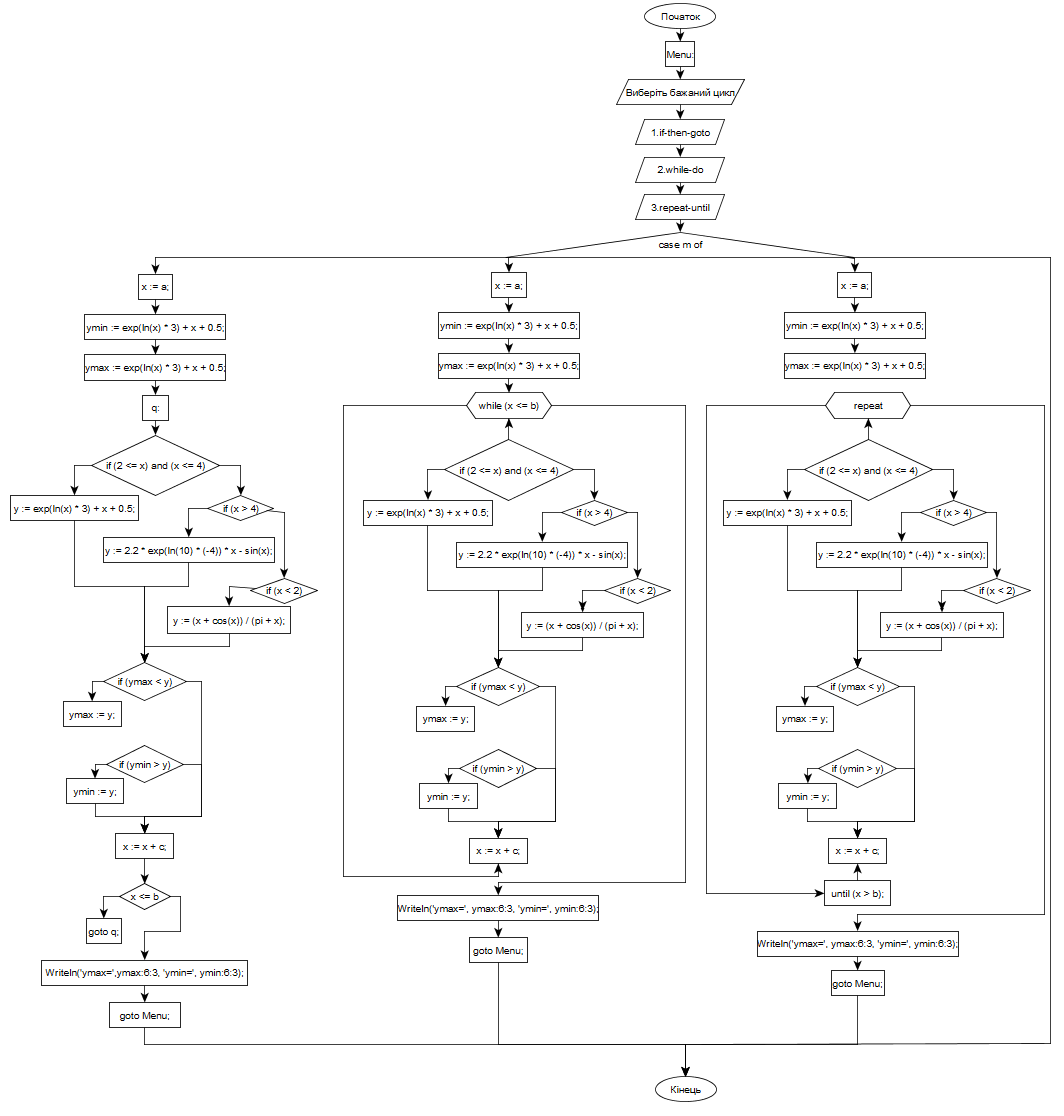 Початок
Menu:
Виберіть бажаний цикл
1.if-then-goto
2.while-do
3.repeat-until
case m of
x := a;
ymin := exp(ln(x) * 3) + x + 0.5;
ymax := exp(ln(x) * 3) + x + 0.5;
q:
if (2 <= x) and (x <= 4)
y := exp(ln(x) * 3) + x + 0.5;
if (x > 4)
y := 2.2 * exp(ln(10) * (-4)) * x - sin(x);
if (x < 2)
y := (x + cos(x)) / (pi + x);
if (ymax < y)
ymax := y;
if (ymin > y)
ymin := y;
x := x + c;
x <= b
goto q;
Writeln('ymax=',ymax:6:3, 'ymin=', ymin:6:3);
goto Menu;
x := a;
ymin := exp(ln(x) * 3) + x + 0.5;
ymax := exp(ln(x) * 3) + x + 0.5;
while (x <= b)
if (2 <= x) and (x <= 4)
y := exp(ln(x) * 3) + x + 0.5;
if (x > 4)
y := 2.2 * exp(ln(10) * (-4)) * x - sin(x);
if (x < 2)
y := (x + cos(x)) / (pi + x);
if (ymax < y)
ymax := y;
if (ymin > y)
ymin := y;
x := x + c;
Writeln('ymax=', ymax:6:3, 'ymin=', ymin:6:3);
goto Menu;
x := a;
ymin := exp(ln(x) * 3) + x + 0.5;
ymax := exp(ln(x) * 3) + x + 0.5;
repeat
if (2 <= x) and (x <= 4)
y := exp(ln(x) * 3) + x + 0.5;
if (x > 4)
y := 2.2 * exp(ln(10) * (-4)) * x - sin(x);
if (x < 2)
y := (x + cos(x)) / (pi + x);
if (ymax < y)
ymax := y;
if (ymin > y)
ymin := y;
x := x + c;
until (x > b);
Writeln('ymax=', ymax:6:3, 'ymin=', ymin:6:3);
goto Menu;
Кінець